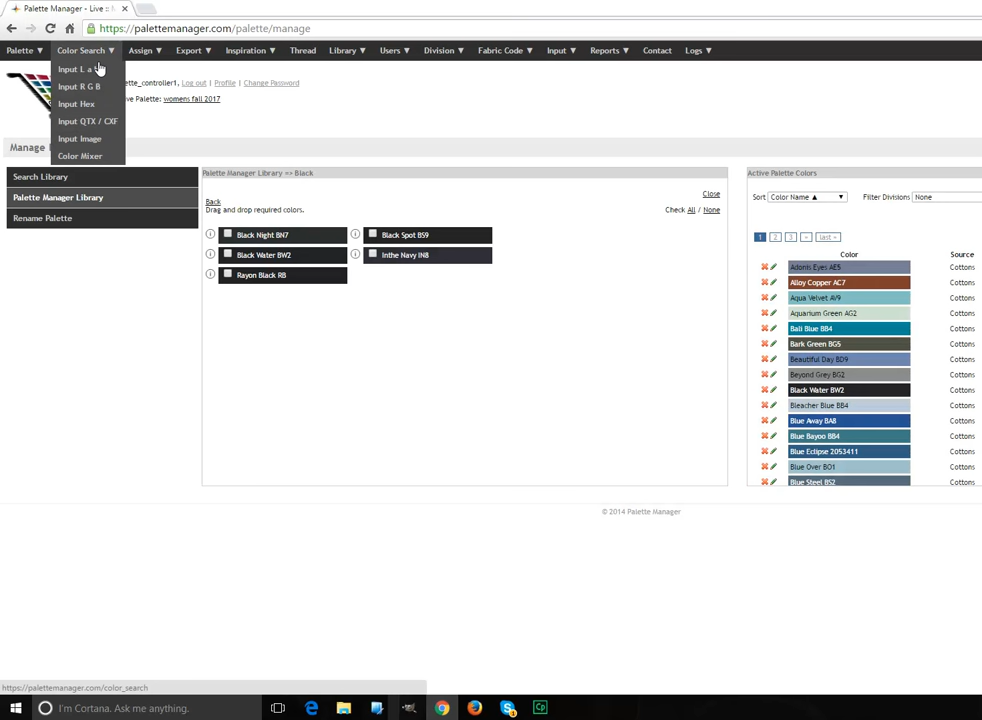 Palette Manager - Live :: M
https://palettemanager.com/palette/manage
Palette ▼ Color Search ▼ Assign ▼ Export ▼ Inspiration ▼ Thread Library ▼ Users ▼ Division ▼ Fabric Code ▼ Input ▼ Reports ▼ Contact Logs ▼
Input L a
Input R G B
Input Hex
Input QTX / CXF
Input Image
Color Mixer
ette_controller1, Log out | Profile | Change Password
ve Palette: womens fall 2017
Manage
Search Library
Palette Manager Library
Rename Palette
Palette Manager Library => Black
Close
Back
Drag and drop required colors.
Check All / None
Black Night BN7 Black Spot BS9
Black Water BW2 Inthe Navy IN8
Rayon Black RB
Active Palette Colors
Sort Color Name ▲ ▼ Filter Divisions None
1 2 3 » last »
Color Source
Adonis Eyes AE5 Cottons
Alloy Copper AC7 Cottons
Aqua Velvet AV9 Cottons
Aquarium Green AG2 Cottons
Bali Blue BB4 Cottons
Bark Green BG5 Cottons
Beautiful Day BD9 Cottons
Beyond Grey BG2 Cottons
Black Water BW2 Cottons
Bleacher Blue BB4 Cottons
Blue Away BA8 Cottons
Blue Bayoo BB4 Cottons
Blue Eclipse 2053411 Cottons
Blue Over BO1 Cottons
Blue Steel BS2 Cottons
© 2014 Palette Manager
https://palettemanager.com/color_search
I'm Cortana. Ask me anything.